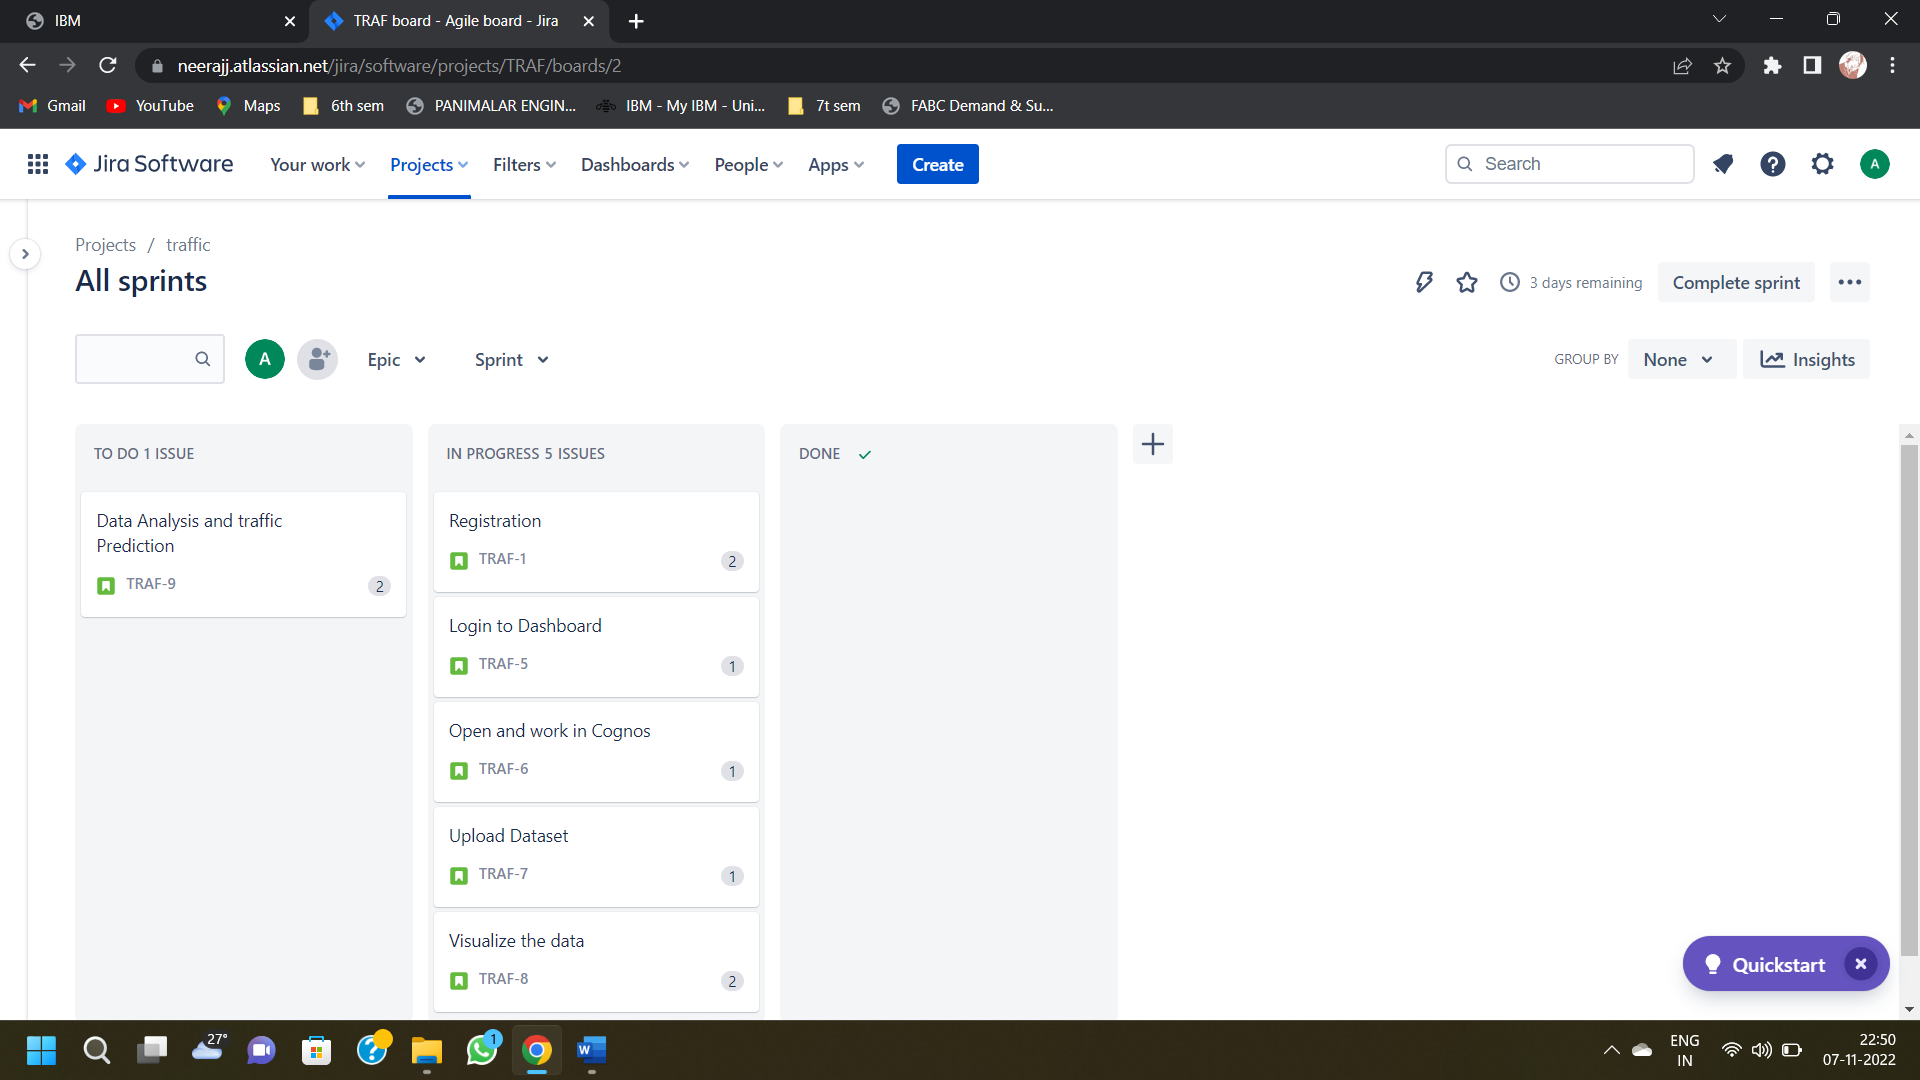 IBM
TRAF board - Agile board - Jira
neerajj.atlassian.net/jira/software/projects/TRAF/boards/2
Gmail YouTube Maps 6th sem PANIMALAR ENGIN... IBM - My IBM - Uni... 7t sem FABC Demand & Su...
Jira Software Your work Projects Filters Dashboards People Apps Create Search A
Projects / traffic
All sprints
3 days remaining Complete sprint
A Epic Sprint GROUP BY None Insights
TO DO 1 ISSUE
Data Analysis and traffic
Prediction
TRAF-9 2
IN PROGRESS 5 ISSUES
Registration
TRAF-1 2
Login to Dashboard
TRAF-5 1
Open and work in Cognos
TRAF-6 1
Upload Dataset
TRAF-7 1
Visualize the data
TRAF-8 2
DONE
Quickstart
27°
1
W
ENG
IN
22:50
07-11-2022